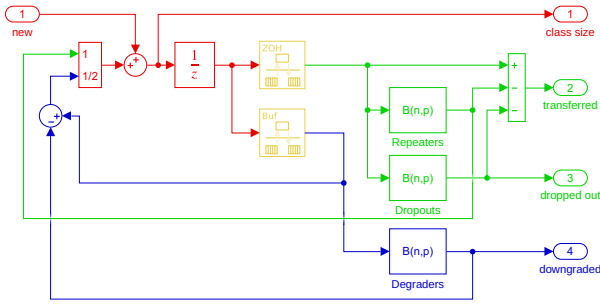 1
new
1
class size
1
1/2
+
+
1
z
ZOH
+
−
−
2
transferred
B(n,p)
Repeaters
Buf
−
+
B(n,p)
Dropouts
3
dropped out
B(n,p)
Degraders
4
downgraded